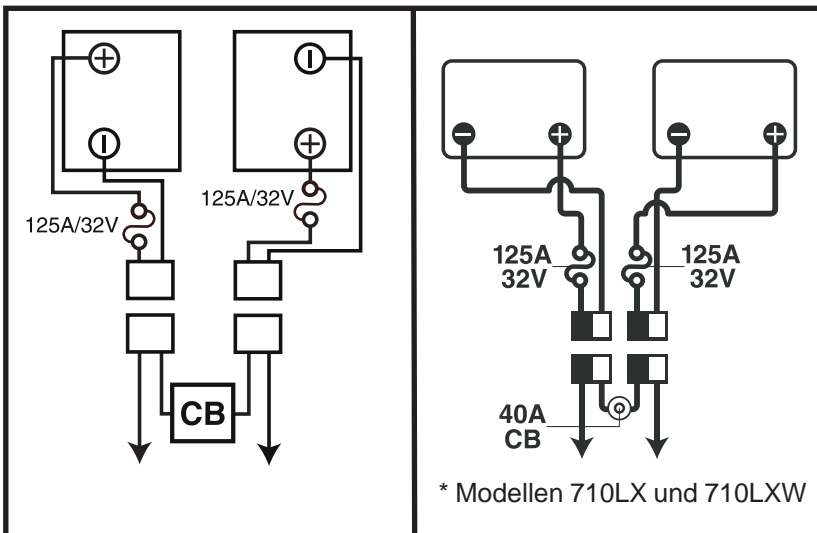 125A/32V
125A/32V
CB
125A
32V
125A
32V
40A
CB
* Modellen 710LX und 710LXW